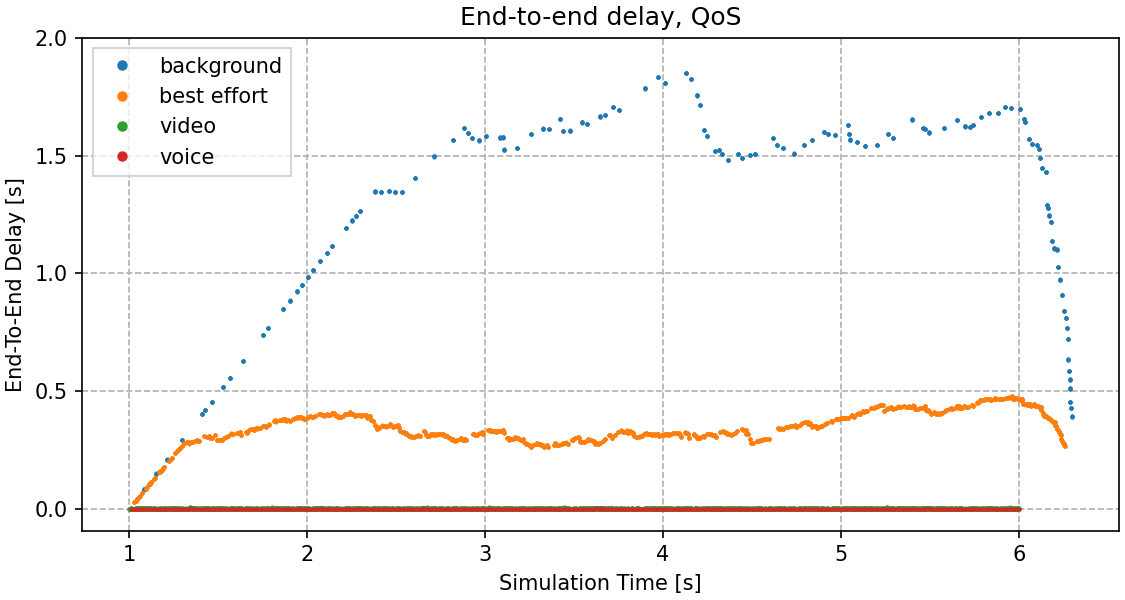 End-to-end delay, QoS
End-To-End Delay [s]
2.0
1.5
1.0
0.5
0.0
background
best effort
video
voice
1 2 3 4 5 6
Simulation Time [s]